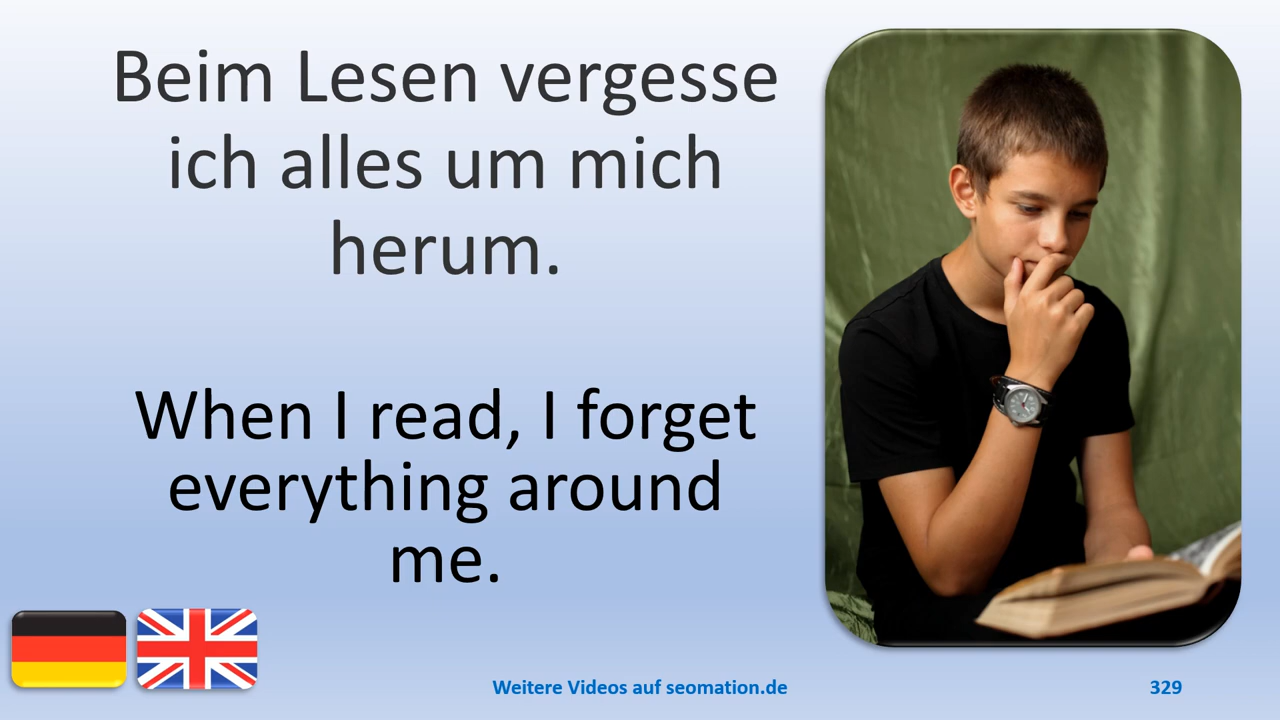 Beim Lesen vergesse
ich alles um mich
herum.
When I read, I forget
everything around
me.
Weitere Videos auf seomation.de
329